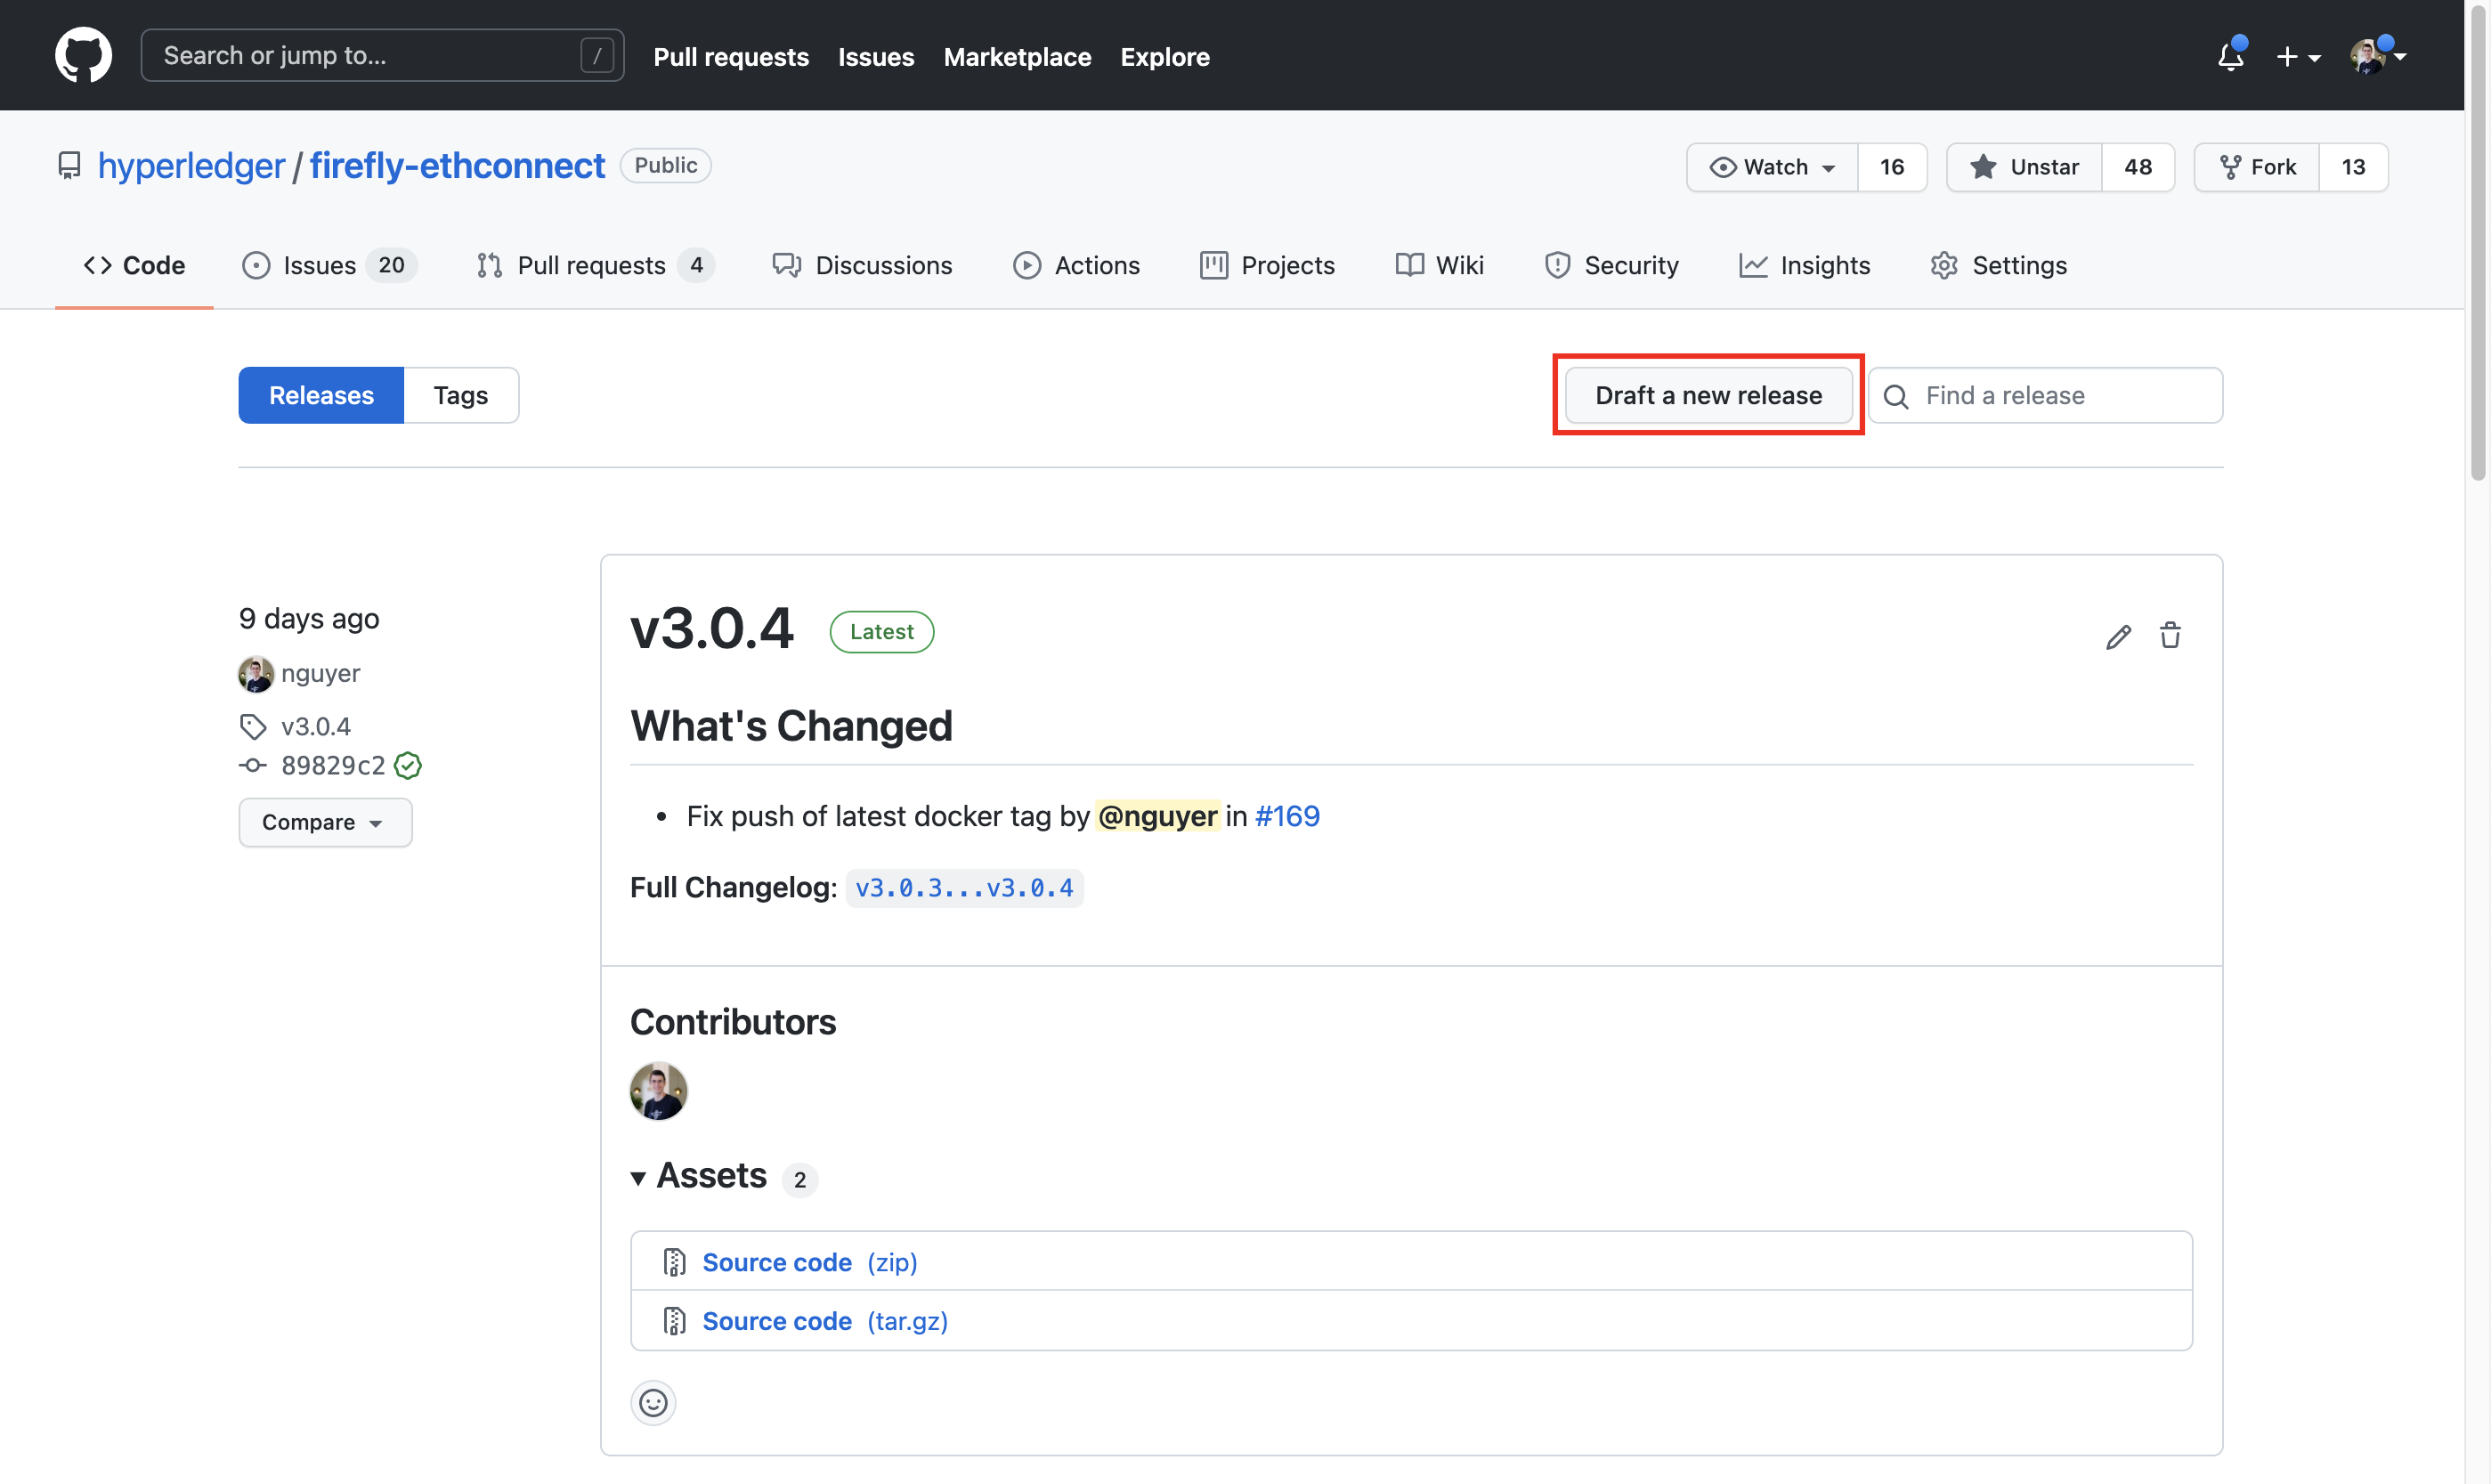 Search or jump to... / Pull requests Issues Marketplace Explore
hyperledger / firefly-ethconnect Public Watch 16 Unstar 48 Fork 13
Code Issues 20 Pull requests 4 Discussions Actions Projects Wiki Security Insights Settings
Releases Tags Draft a new release Find a release
9 days ago
nguyer
v3.0.4
89829c2
Compare
v3.0.4 Latest
What's Changed
• Fix push of latest docker tag by @nguyer in #169
Full Changelog: v3.0.3...v3.0.4
Contributors
Assets 2
Source code (zip)
Source code (tar.gz)